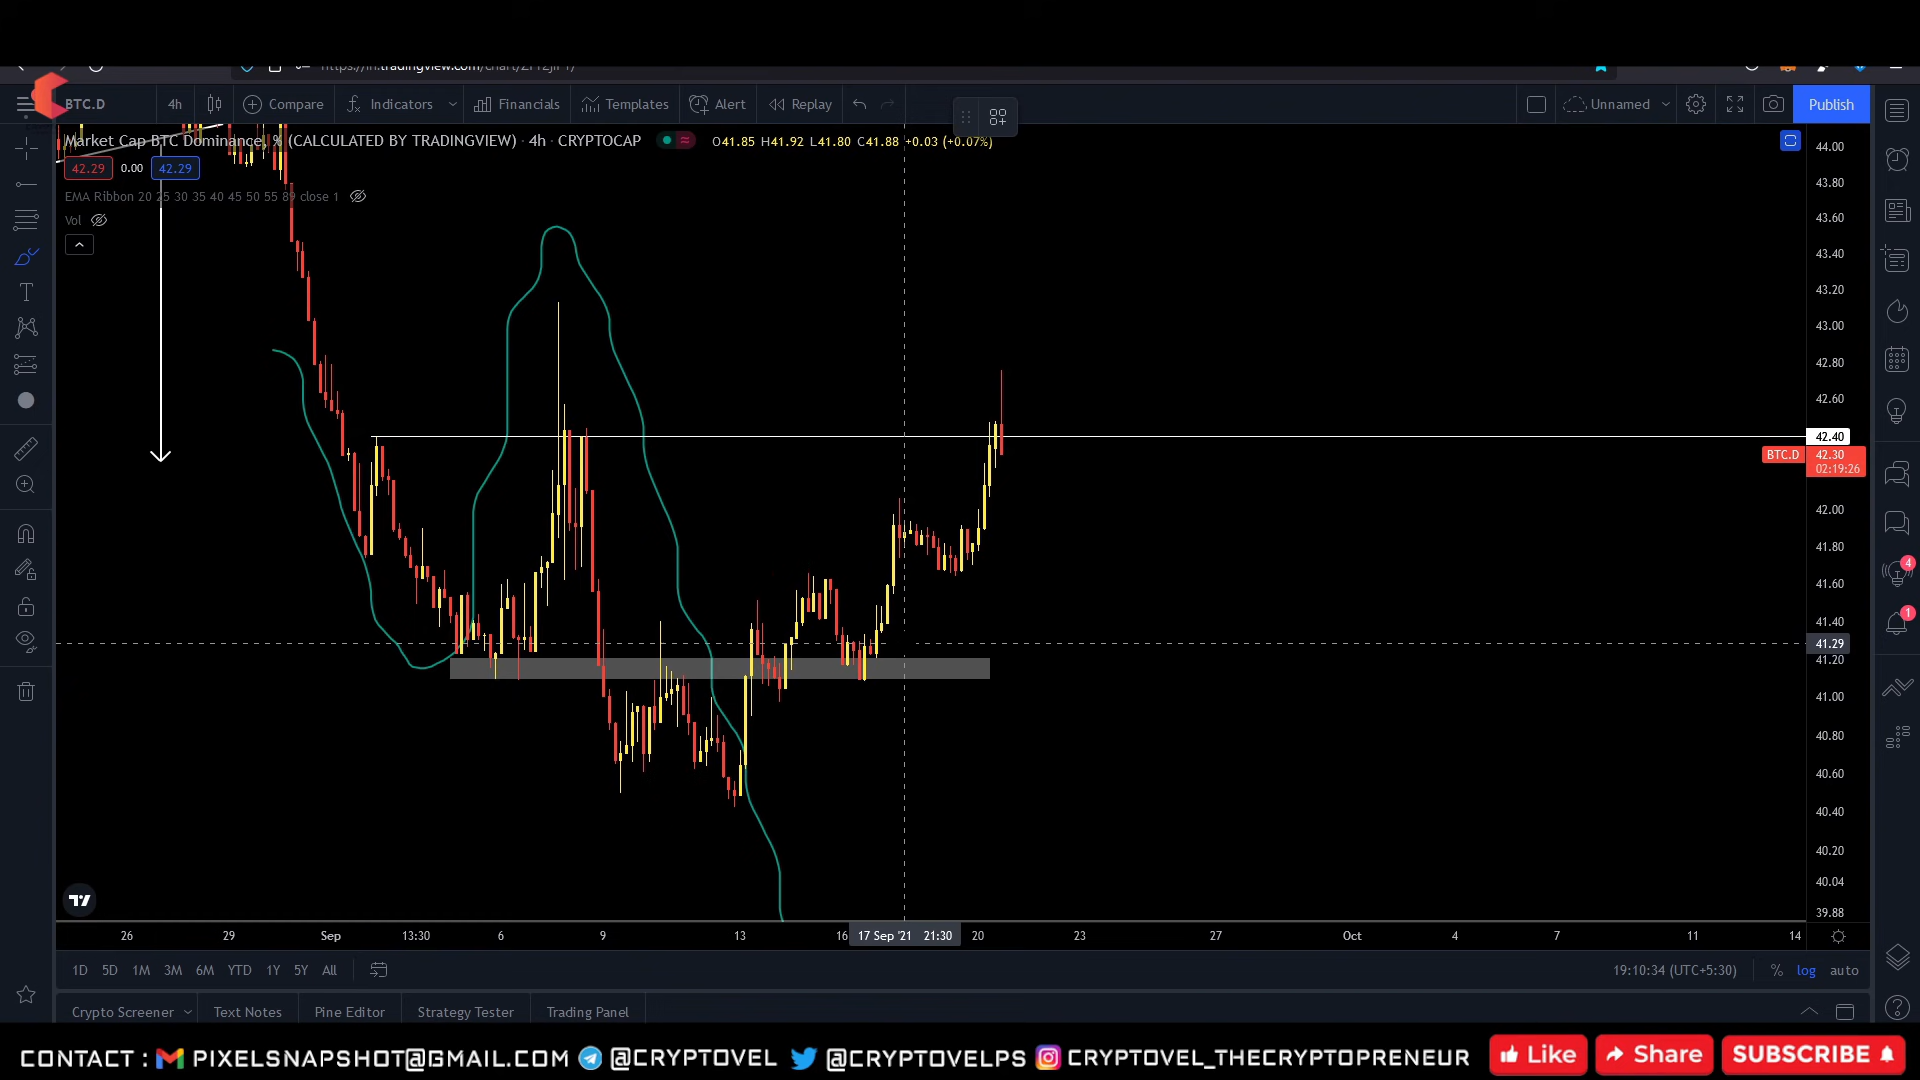 BTC.D 4h Compare Indicators Financials Templates Alert Replay Unnamed Publish
Market Cap BTC Dominance, % (CALCULATED BY TRADINGVIEW) · 4h · CRYPTOCAP O41.85 H41.92 L41.80 C41.88 +0.03 (+0.07%)
42.29 0.00 42.29
EMA Ribbon 20 25 30 35 40 45 50 55 89 close 1
Vol
44.00
43.80
43.60
43.40
43.20
43.00
42.80
42.60
42.40
BTC.D 42.30
02:19:26
42.00
41.80
41.60
41.40
41.29
41.20
41.00
40.80
40.60
40.40
40.20
40.04
39.88
4
1
26 29 Sep 13:30 6 9 13 16 17 Sep '21 21:30 20 23 27 Oct 4 7 11 14
1D 5D 1M 3M 6M YTD 1Y 5Y All 19:10:34 (UTC+5:30) % log auto
Crypto Screener Text Notes Pine Editor Strategy Tester Trading Panel
CONTACT : PIXELSNAPSHOT@GMAIL.COM @CRYPTOVEL @CRYPTOVELPS CRYPTOVEL_THECRYPTOPRENEUR Like Share SUBSCRIBE